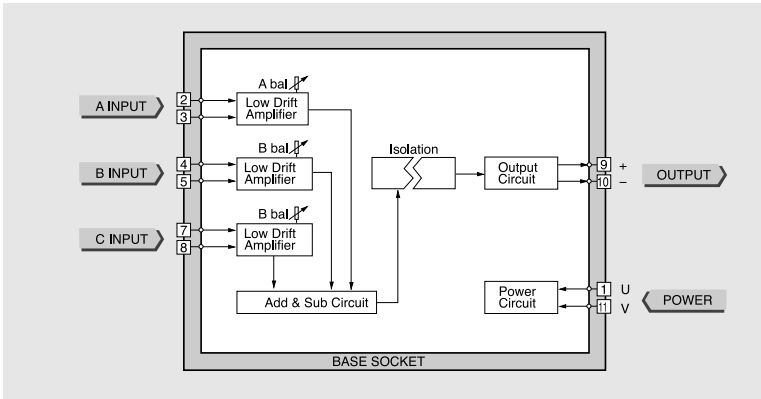 A bal
A INPUT
2
3
Low Drift
Amplifier
B bal
B INPUT
4
5
Low Drift
Amplifier
B bal
C INPUT
7
8
Low Drift
Amplifier
Add & Sub Circuit
Isolation
Output
Circuit
9 +
10 −
OUTPUT
Power
Circuit
1 U
11 V
POWER
BASE SOCKET